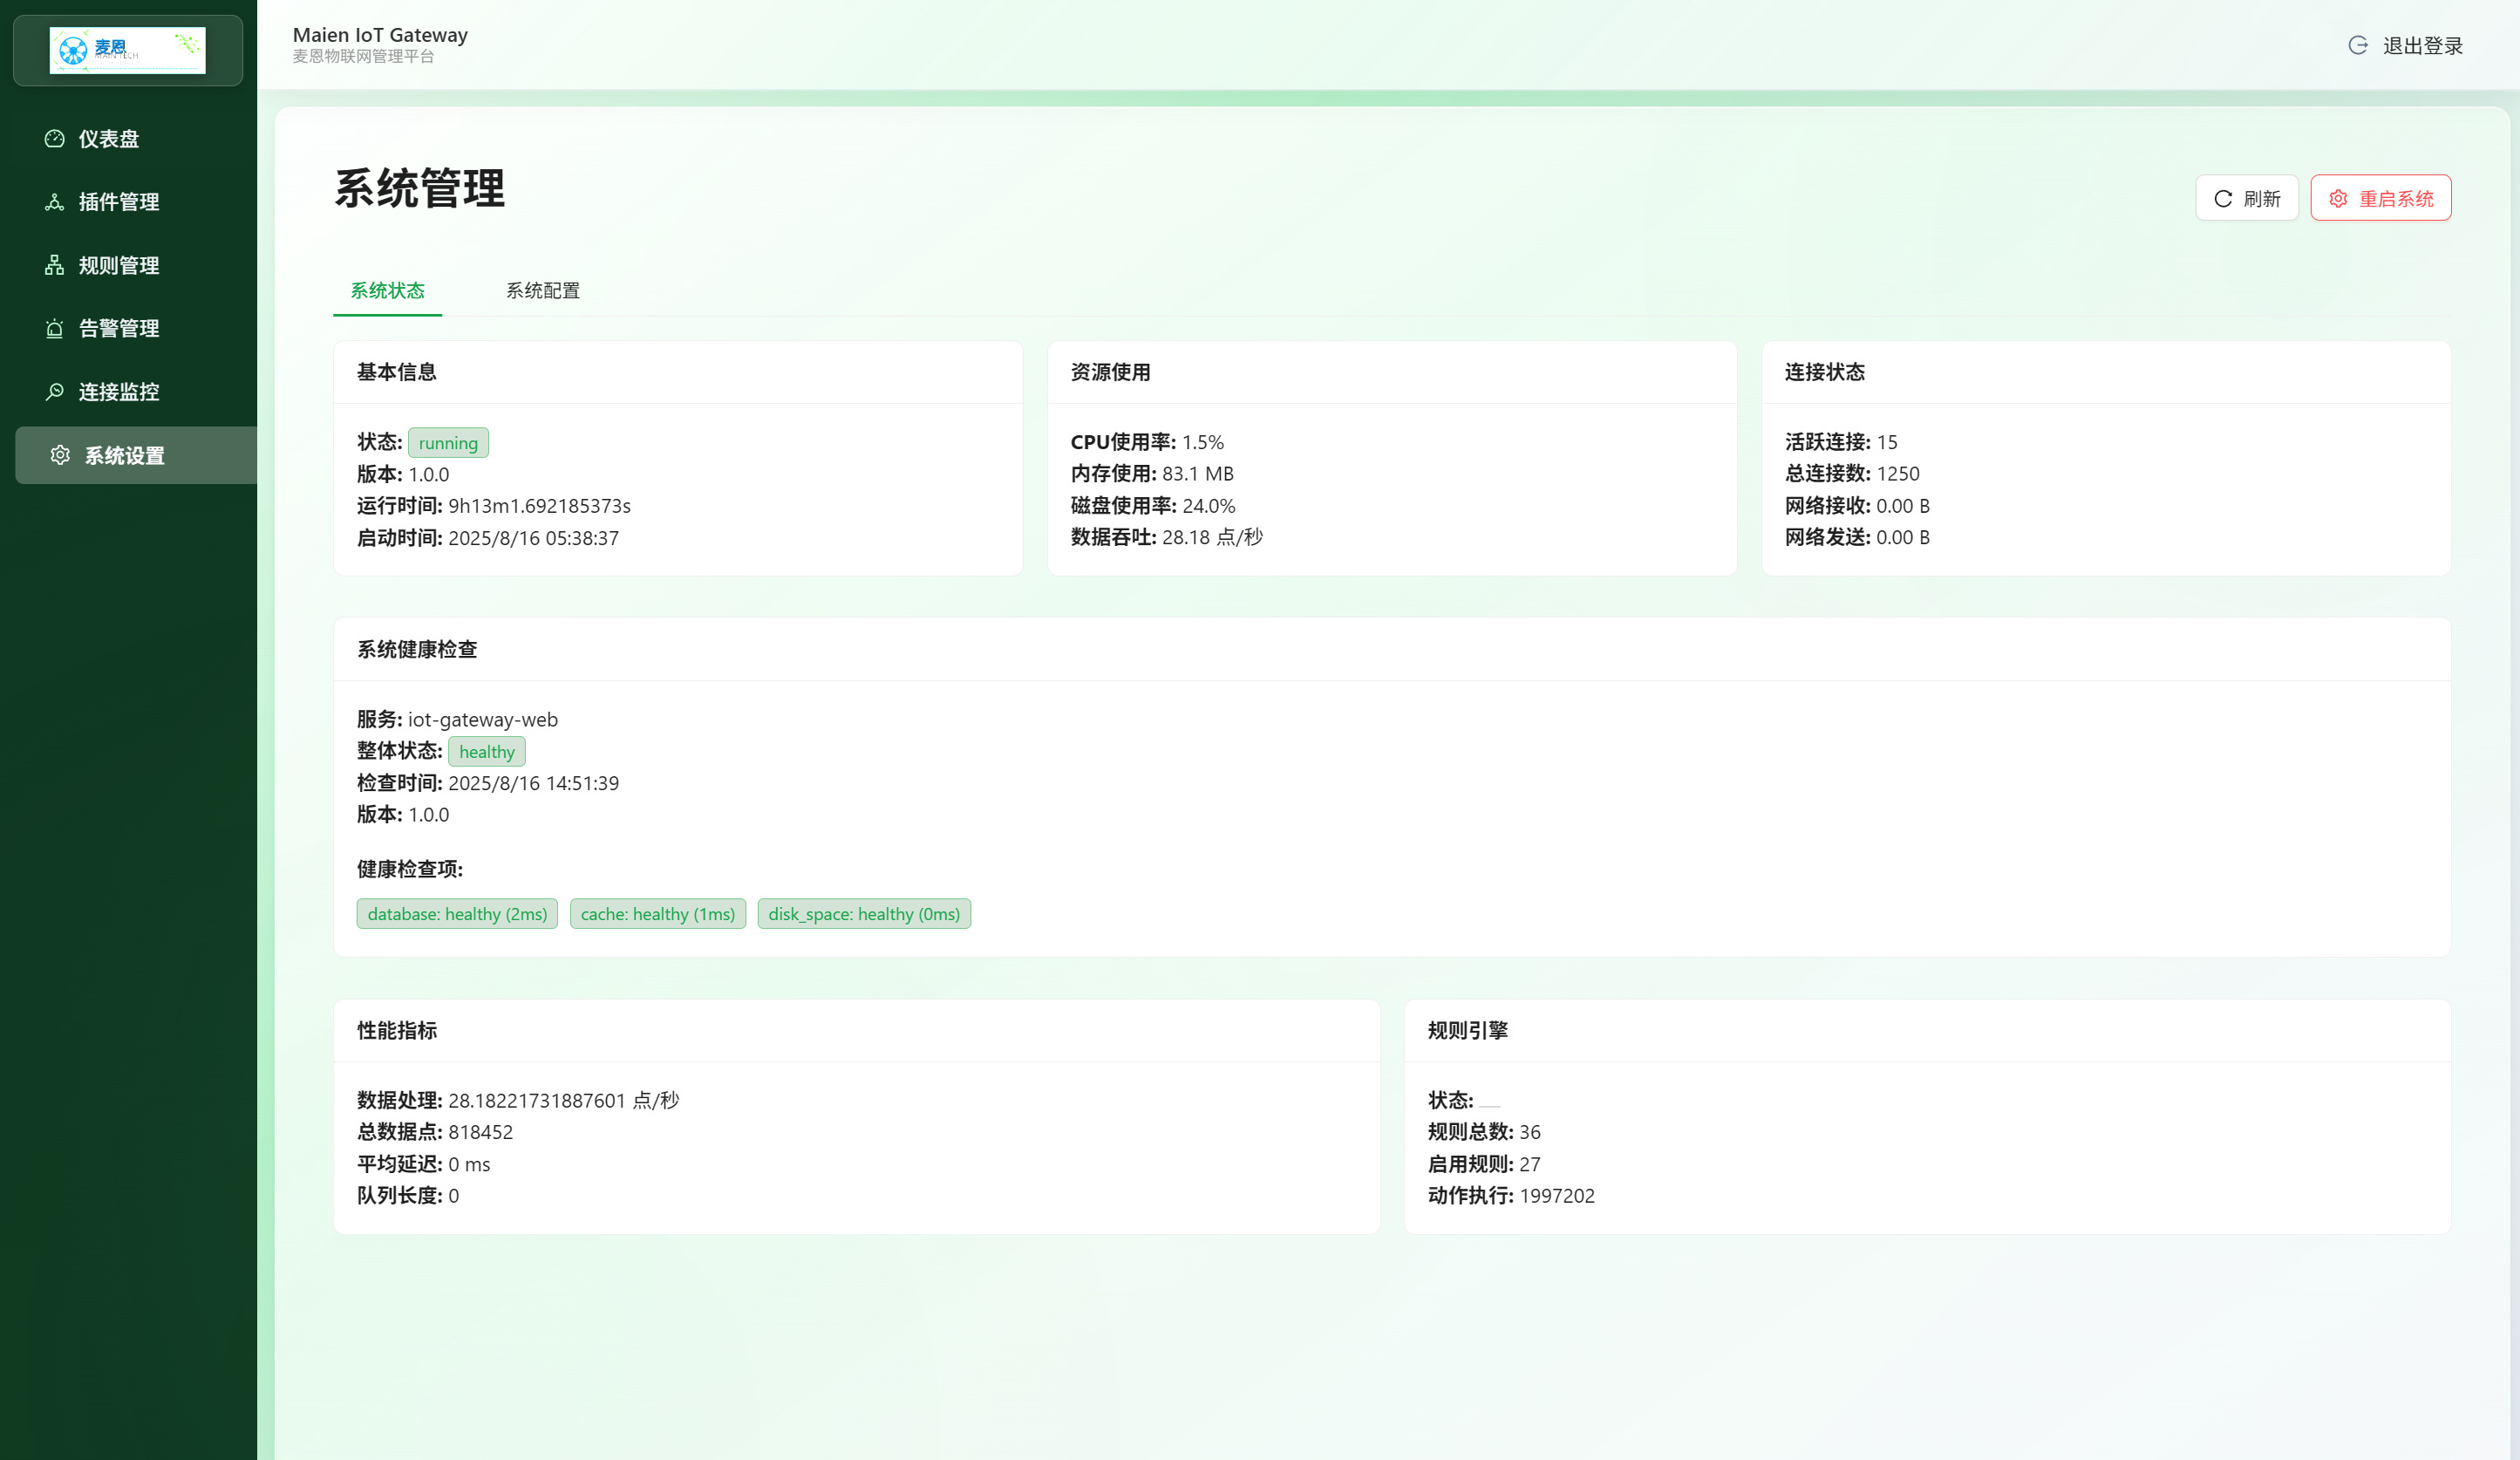 麦恩
MAIN TECH
Maien IoT Gateway
麦恩物联网管理平台
退出登录
仪表盘
插件管理
规则管理
告警管理
连接监控
系统设置
系统管理
刷新
重启系统
系统状态
系统配置
基本信息
状态: running
版本: 1.0.0
运行时间: 9h13m1.692185373s
启动时间: 2025/8/16 05:38:37
资源使用
CPU使用率: 1.5%
内存使用: 83.1 MB
磁盘使用率: 24.0%
数据吞吐: 28.18 点/秒
连接状态
活跃连接: 15
总连接数: 1250
网络接收: 0.00 B
网络发送: 0.00 B
系统健康检查
服务: iot-gateway-web
整体状态: healthy
检查时间: 2025/8/16 14:51:39
版本: 1.0.0
健康检查项:
database: healthy (2ms)
cache: healthy (1ms)
disk_space: healthy (0ms)
性能指标
数据处理: 28.18221731887601 点/秒
总数据点: 818452
平均延迟: 0 ms
队列长度: 0
规则引擎
状态:
规则总数: 36
启用规则: 27
动作执行: 1997202